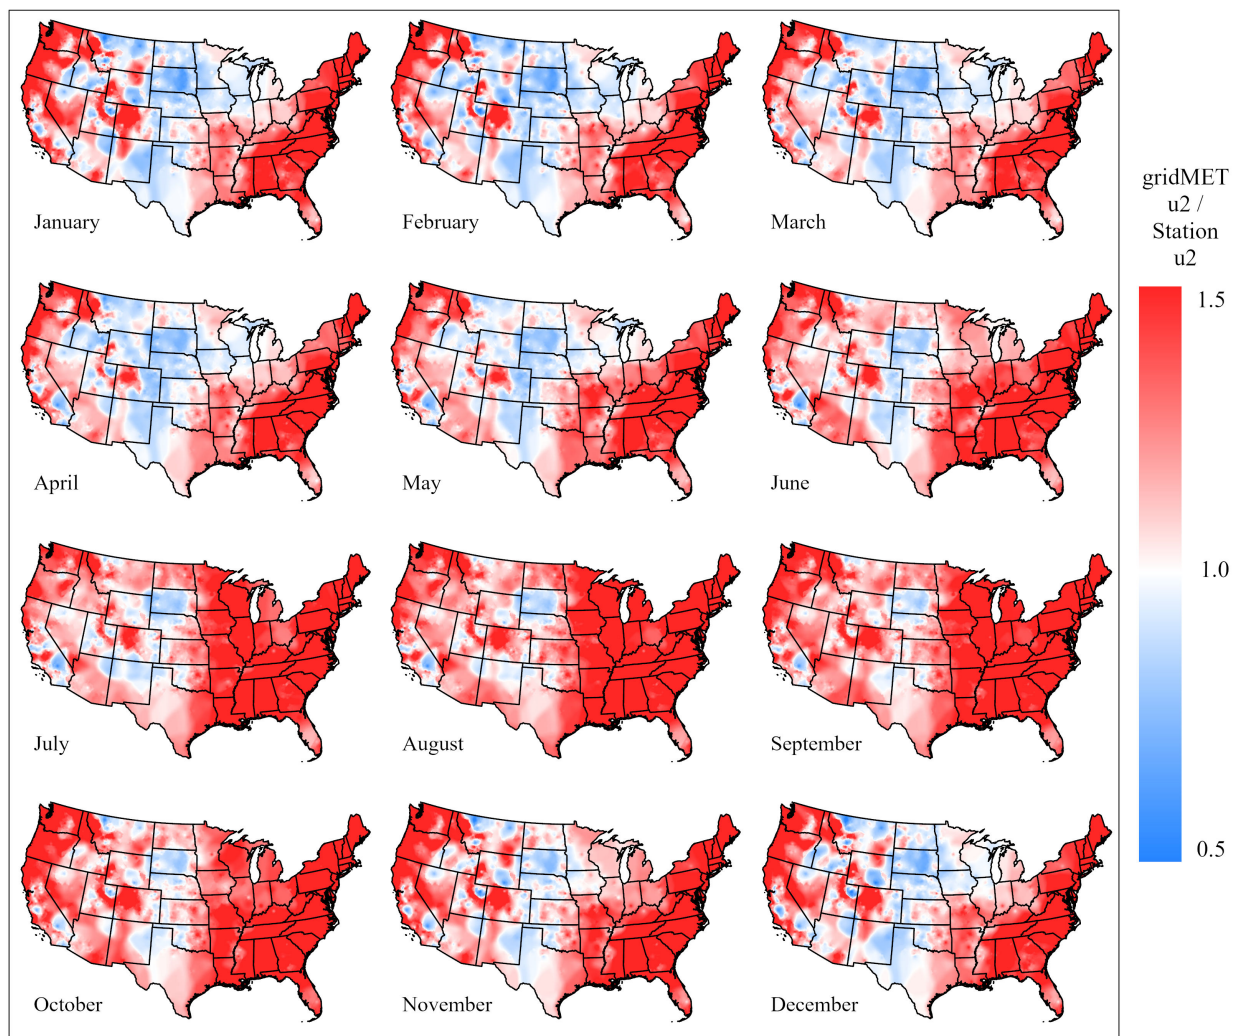 January
February
March
April
May
June
July
August
September
October
November
December
gridMET
u2 /
Station
u2
1.5
1.0
0.5